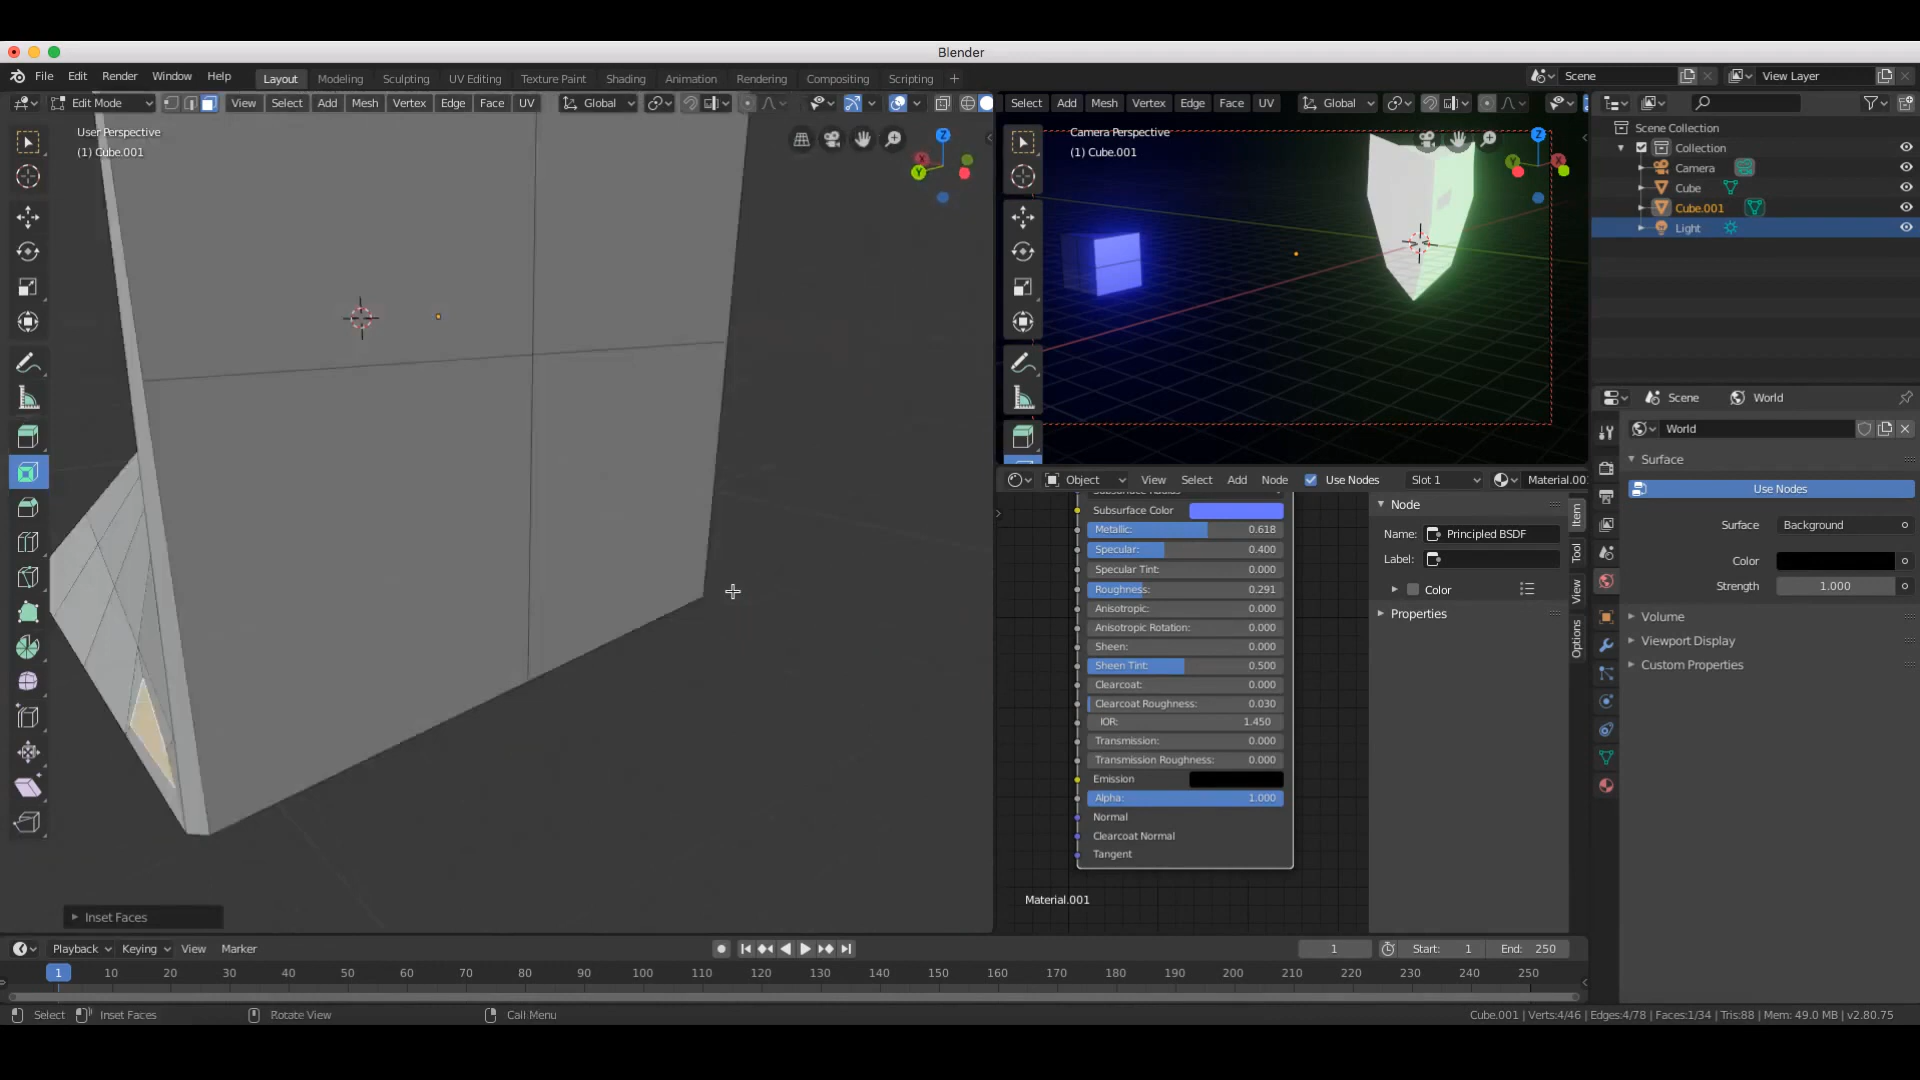 Blender
File Edit Render Window Help Layout Modeling Sculpting UV Editing Texture Paint Shading Animation Rendering Compositing Scripting + Scene View Layer
Edit Mode View Select Add Mesh Vertex Edge Face UV Global
Select Add Mesh Vertex Edge Face UV Global
User Perspective
(1) Cube.001
Z
X
Y
Camera Perspective
(1) Cube.001
Z
X
Y
Scene Collection
Collection
Camera
Cube
Cube.001
Light
Scene World
World
Surface
Use Nodes
Surface Background
Color
Strength 1.000
Volume
Viewport Display
Custom Properties
Object View Select Add Node Use Nodes Slot 1 Material.00
Subsurface Color
Metallic: 0.618
Specular: 0.400
Specular Tint: 0.000
Roughness: 0.291
Anisotropic: 0.000
Anisotropic Rotation: 0.000
Sheen: 0.000
Sheen Tint: 0.500
Clearcoat: 0.000
Clearcoat Roughness: 0.030
IOR: 1.450
Transmission: 0.000
Transmission Roughness: 0.000
Emission
Alpha: 1.000
Normal
Clearcoat Normal
Tangent
Material.001
Node
Name: Principled BSDF
Label:
Color
Properties
Item
Tool
View
Options
Inset Faces
Playback Keying View Marker 1 Start: 1 End: 250
1 10 20 30 40 50 60 70 80 90 100 110 120 130 140 150 160 170 180 190 200 210 220 230 240 250
Select Inset Faces Rotate View Call Menu Cube.001 | Verts:4/46 | Edges:4/78 | Faces:1/34 | Tris:88 | Mem: 49.0 MB | v2.80.75